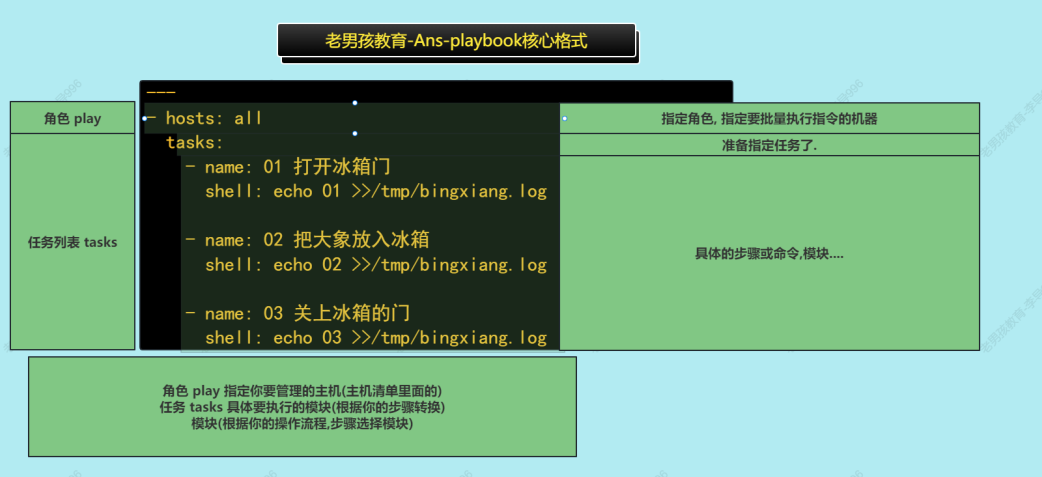 老男孩教育-Ans-playbook核心格式
---
角色 play
- hosts: all
指定角色, 指定要批量执行指令的机器
tasks:
准备指定任务了.
任务列表 tasks
- name: 01 打开冰箱门
shell: echo 01 >>/tmp/bingxiang.log
- name: 02 把大象放入冰箱
shell: echo 02 >>/tmp/bingxiang.log
- name: 03 关上冰箱的门
shell: echo 03 >>/tmp/bingxiang.log
具体的步骤或命令,模块....
角色 play 指定你要管理的主机(主机清单里面的)
任务 tasks 具体要执行的模块(根据你的步骤转换)
模块(根据你的操作流程,步骤选择模块)